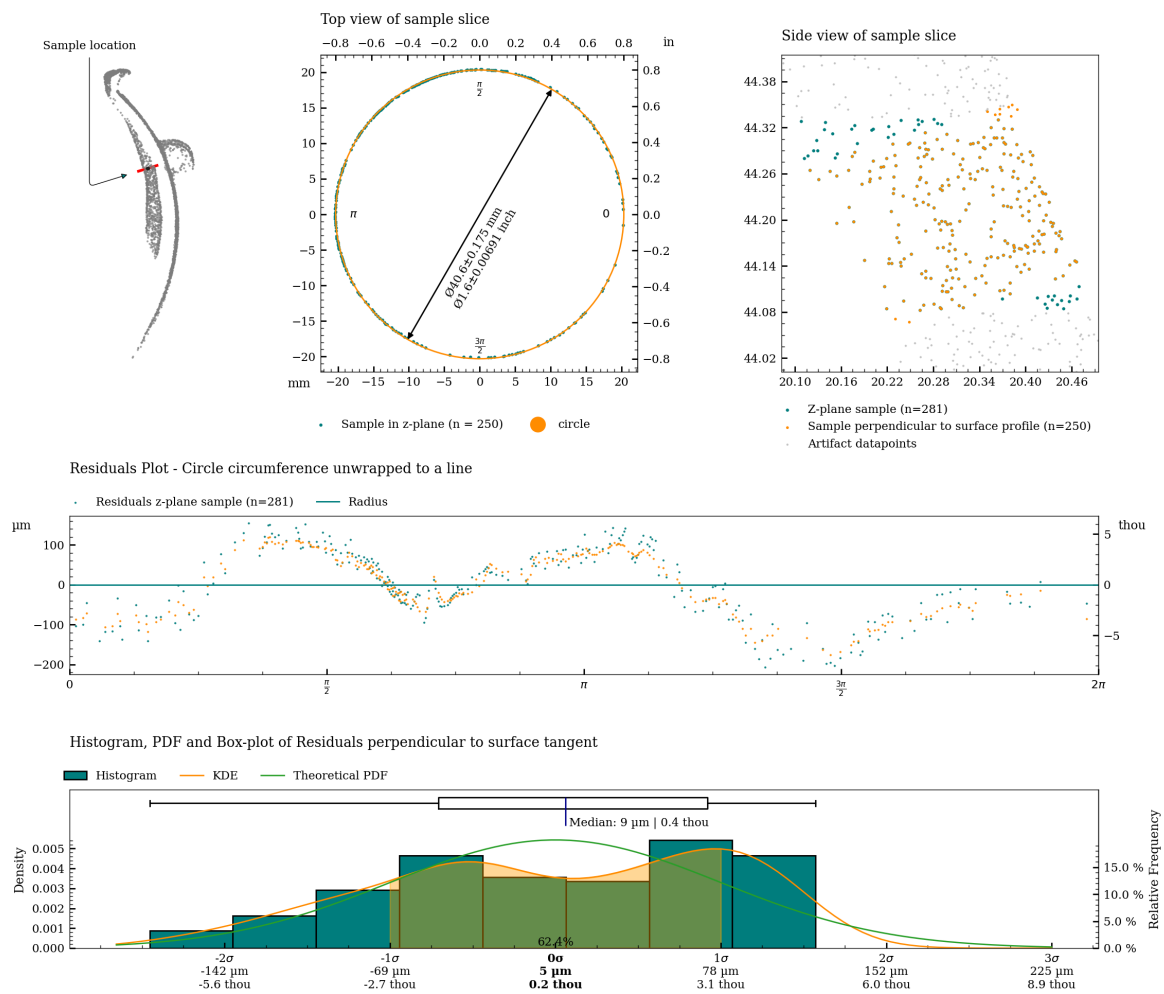 Top view of sample slice
Side view of sample slice
Sample location
−0.8 −0.6 −0.4 −0.2 0.0 0.2 0.4 0.6 0.8 in
20
15
10
5
0
−5
−10
−15
−20
0.8
0.6
0.4
0.2
0.0
−0.2
−0.4
−0.6
−0.8
π/2
π
0
3π/2
Ø40.6±0.175 mm
Ø1.6±0.00691 inch
mm −20 −15 −10 −5 0 5 10 15 20
Sample in z-plane (n = 250) circle
44.38
44.32
44.26
44.20
44.14
44.08
44.02
20.10 20.16 20.22 20.28 20.34 20.40 20.46
Z-plane sample (n=281)
Sample perpendicular to surface profile (n=250)
Artifact datapoints
Residuals Plot - Circle circumference unwrapped to a line
Residuals z-plane sample (n=281) Radius
µm
100
0
−100
−200
thou
5
0
−5
0 π/2 π 3π/2 2π
Histogram, PDF and Box-plot of Residuals perpendicular to surface tangent
Histogram KDE Theoretical PDF
Median: 9 µm | 0.4 thou
Density
0.005
0.004
0.003
0.002
0.001
0.000
Relative Frequency
15.0 %
10.0 %
5.0 %
0.0 %
62.4%
-2σ -1σ 0σ 1σ 2σ 3σ
-142 µm -69 µm 5 µm 78 µm 152 µm 225 µm
-5.6 thou -2.7 thou 0.2 thou 3.1 thou 6.0 thou 8.9 thou